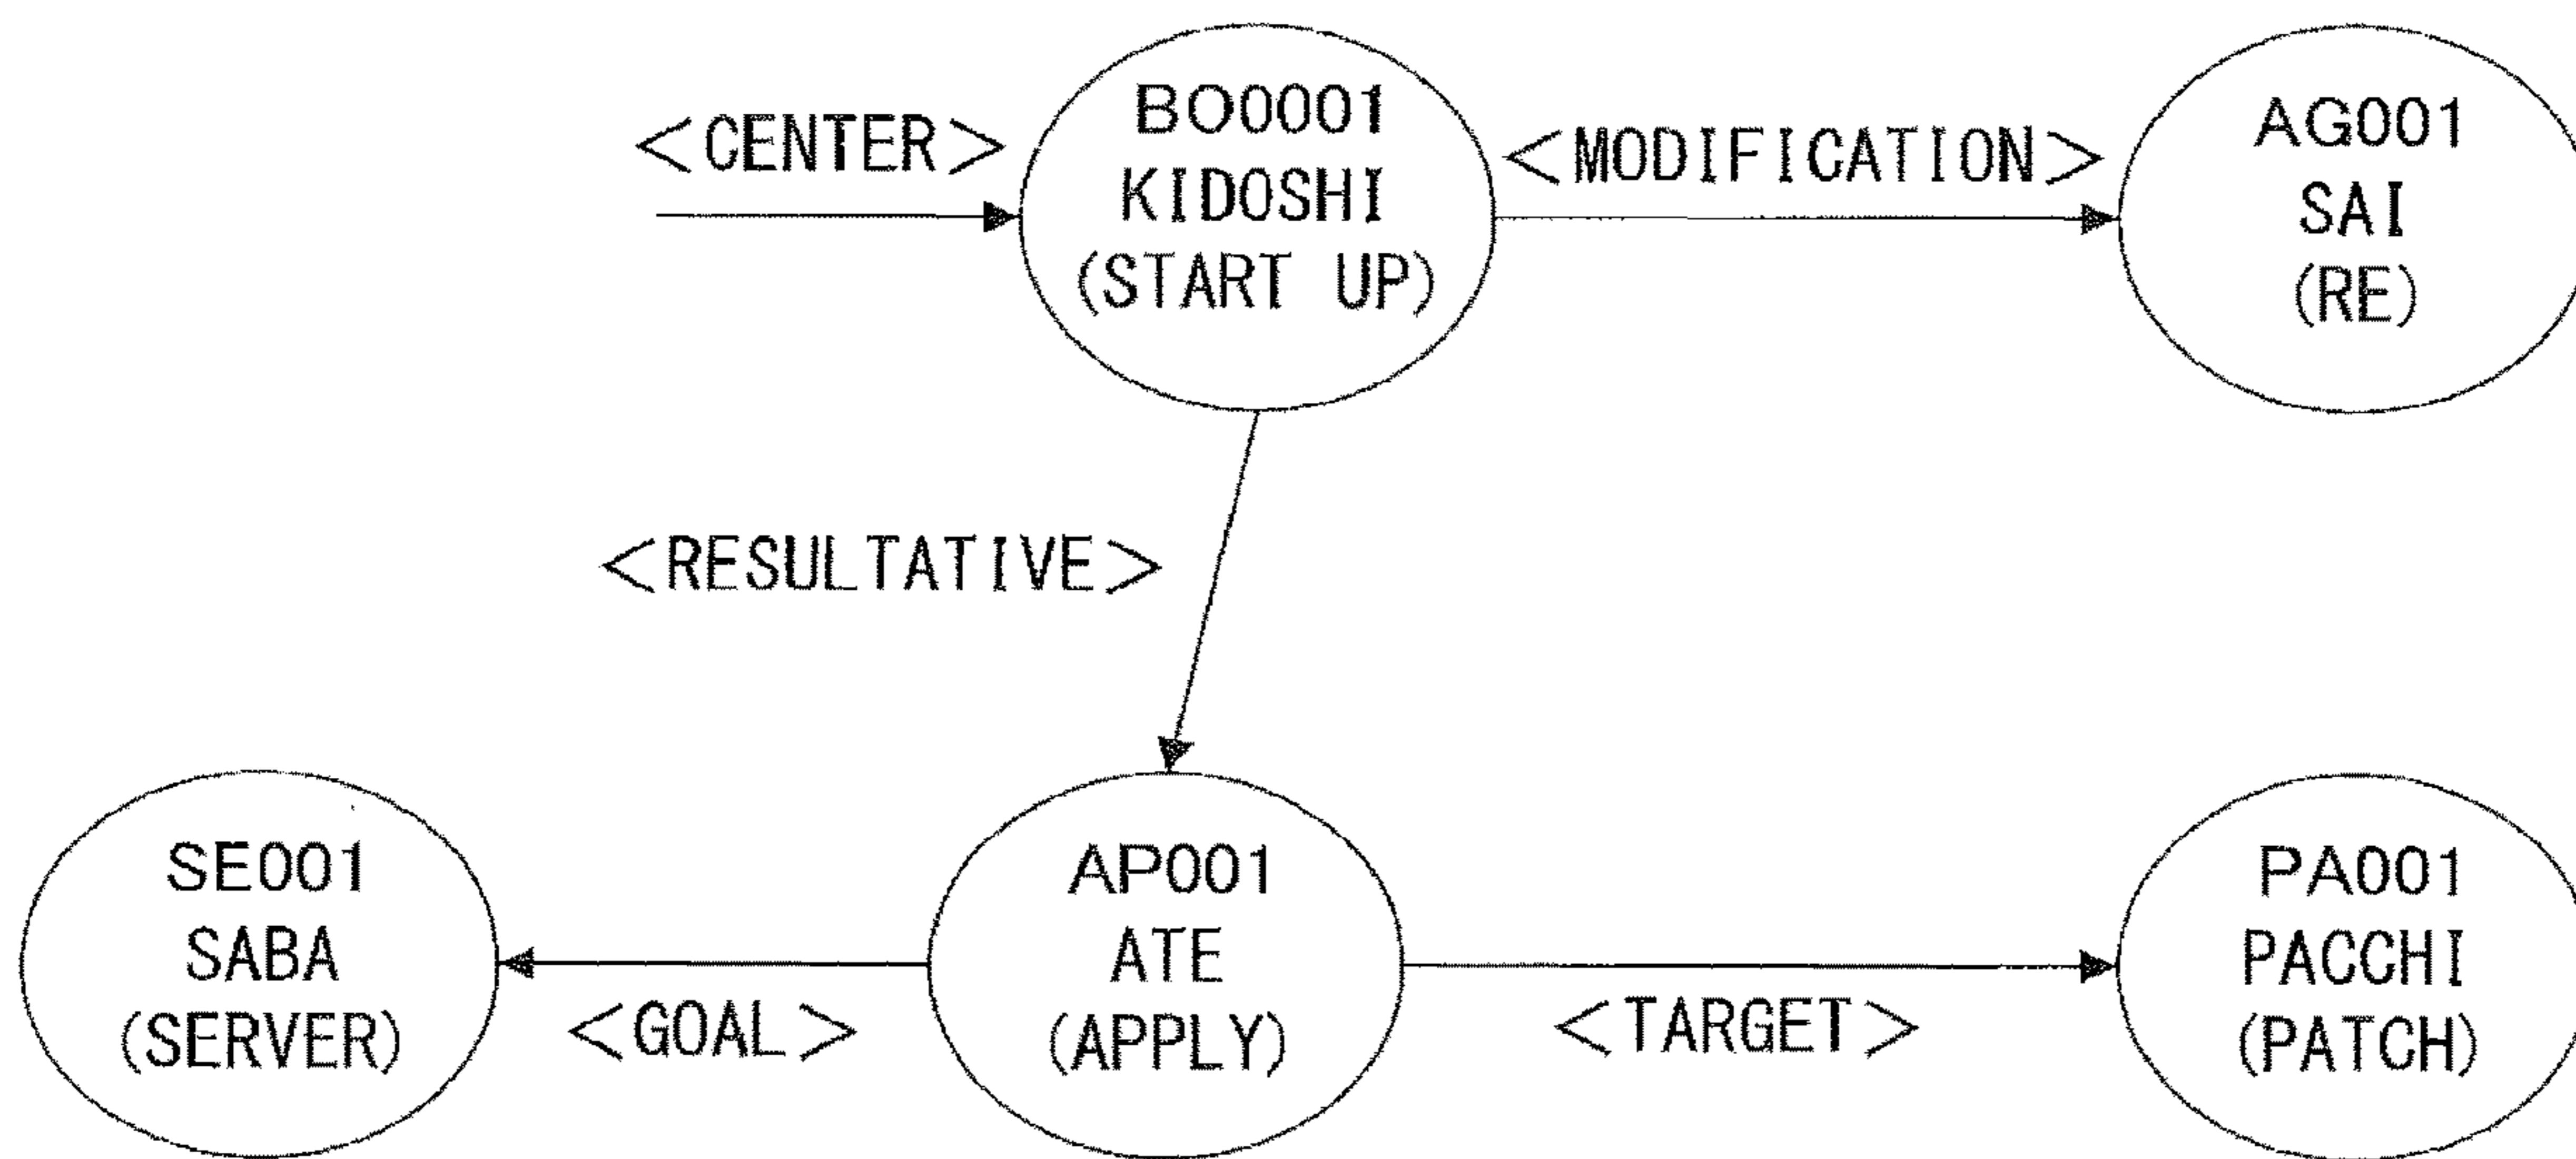 <CENTER>
BO0001
KIDOSHI
(START UP)
<MODIFICATION>
AG001
SAI
(RE)
<RESULTATIVE>
SE001
SABA
(SERVER)
<GOAL>
AP001
ATE
(APPLY)
<TARGET>
PA001
PACCHI
(PATCH)